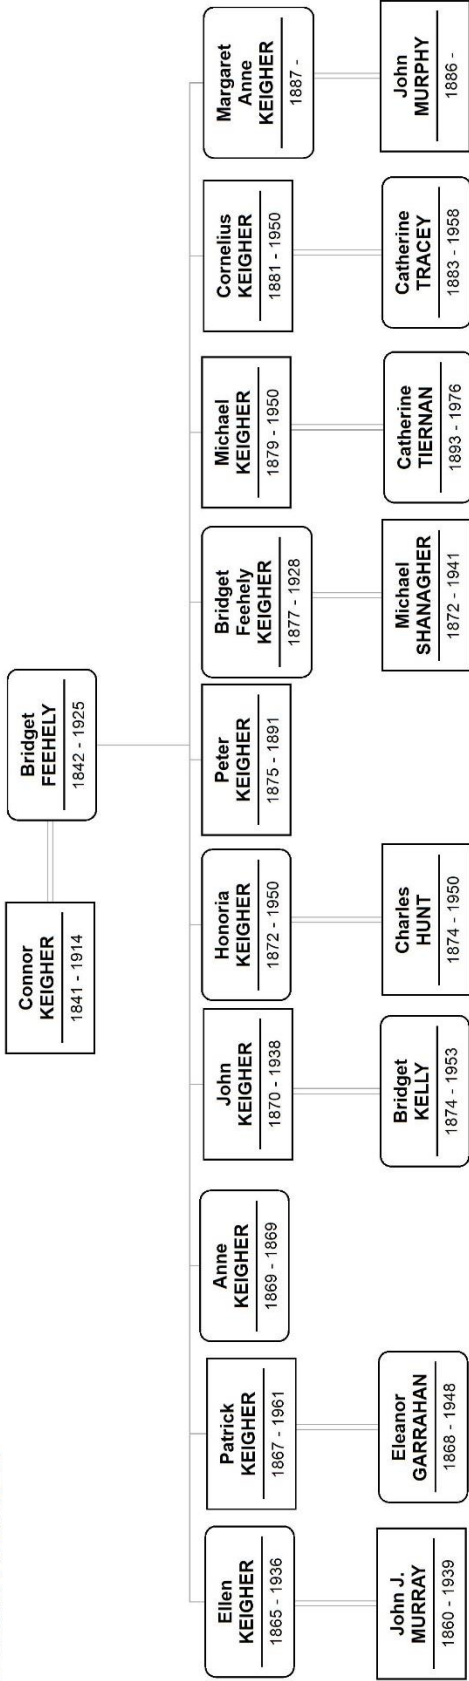 Connor
KEIGHER
1841 - 1914
Bridget
FEEHELY
1842 - 1925
Ellen
KEIGHER
1865 - 1936
Patrick
KEIGHER
1867 - 1961
Anne
KEIGHER
1869 - 1869
John
KEIGHER
1870 - 1938
Honoria
KEIGHER
1872 - 1950
Peter
KEIGHER
1875 - 1891
Bridget
Feehely
KEIGHER
1877 - 1928
Michael
KEIGHER
1879 - 1950
Cornelius
KEIGHER
1881 - 1950
Margaret
Anne
KEIGHER
1887 -
John J.
MURRAY
1860 - 1939
Eleanor
GARRAHAN
1868 - 1948
Bridget
KELLY
1874 - 1953
Charles
HUNT
1874 - 1950
Michael
SHANAGHER
1872 - 1941
Catherine
TIERNAN
1893 - 1976
Catherine
TRACEY
1883 - 1958
John
MURPHY
1886 -